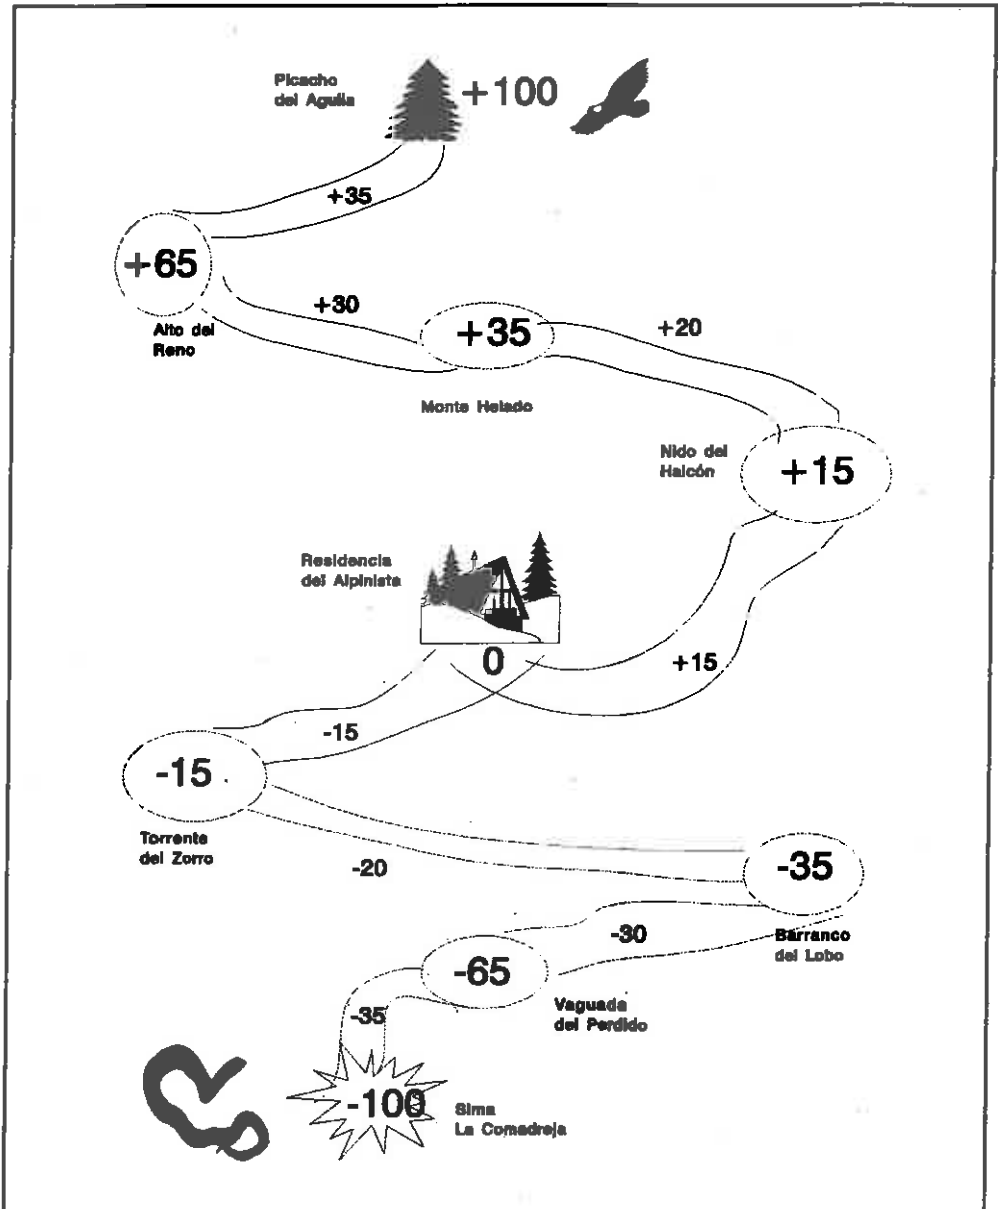 Picacho
del Aguila
+100
+35
+65
Alto del
Reno
+30
+35
Monte Helado
+20
Nido del
Halcón
+15
Residencia
del Alpinista
0
+15
-15
-15
Torrente
del Zorro
-20
-35
Barranco
del Lobo
-30
-65
Vaguada
del Perdido
-35
-100
Sima
La Comadreja